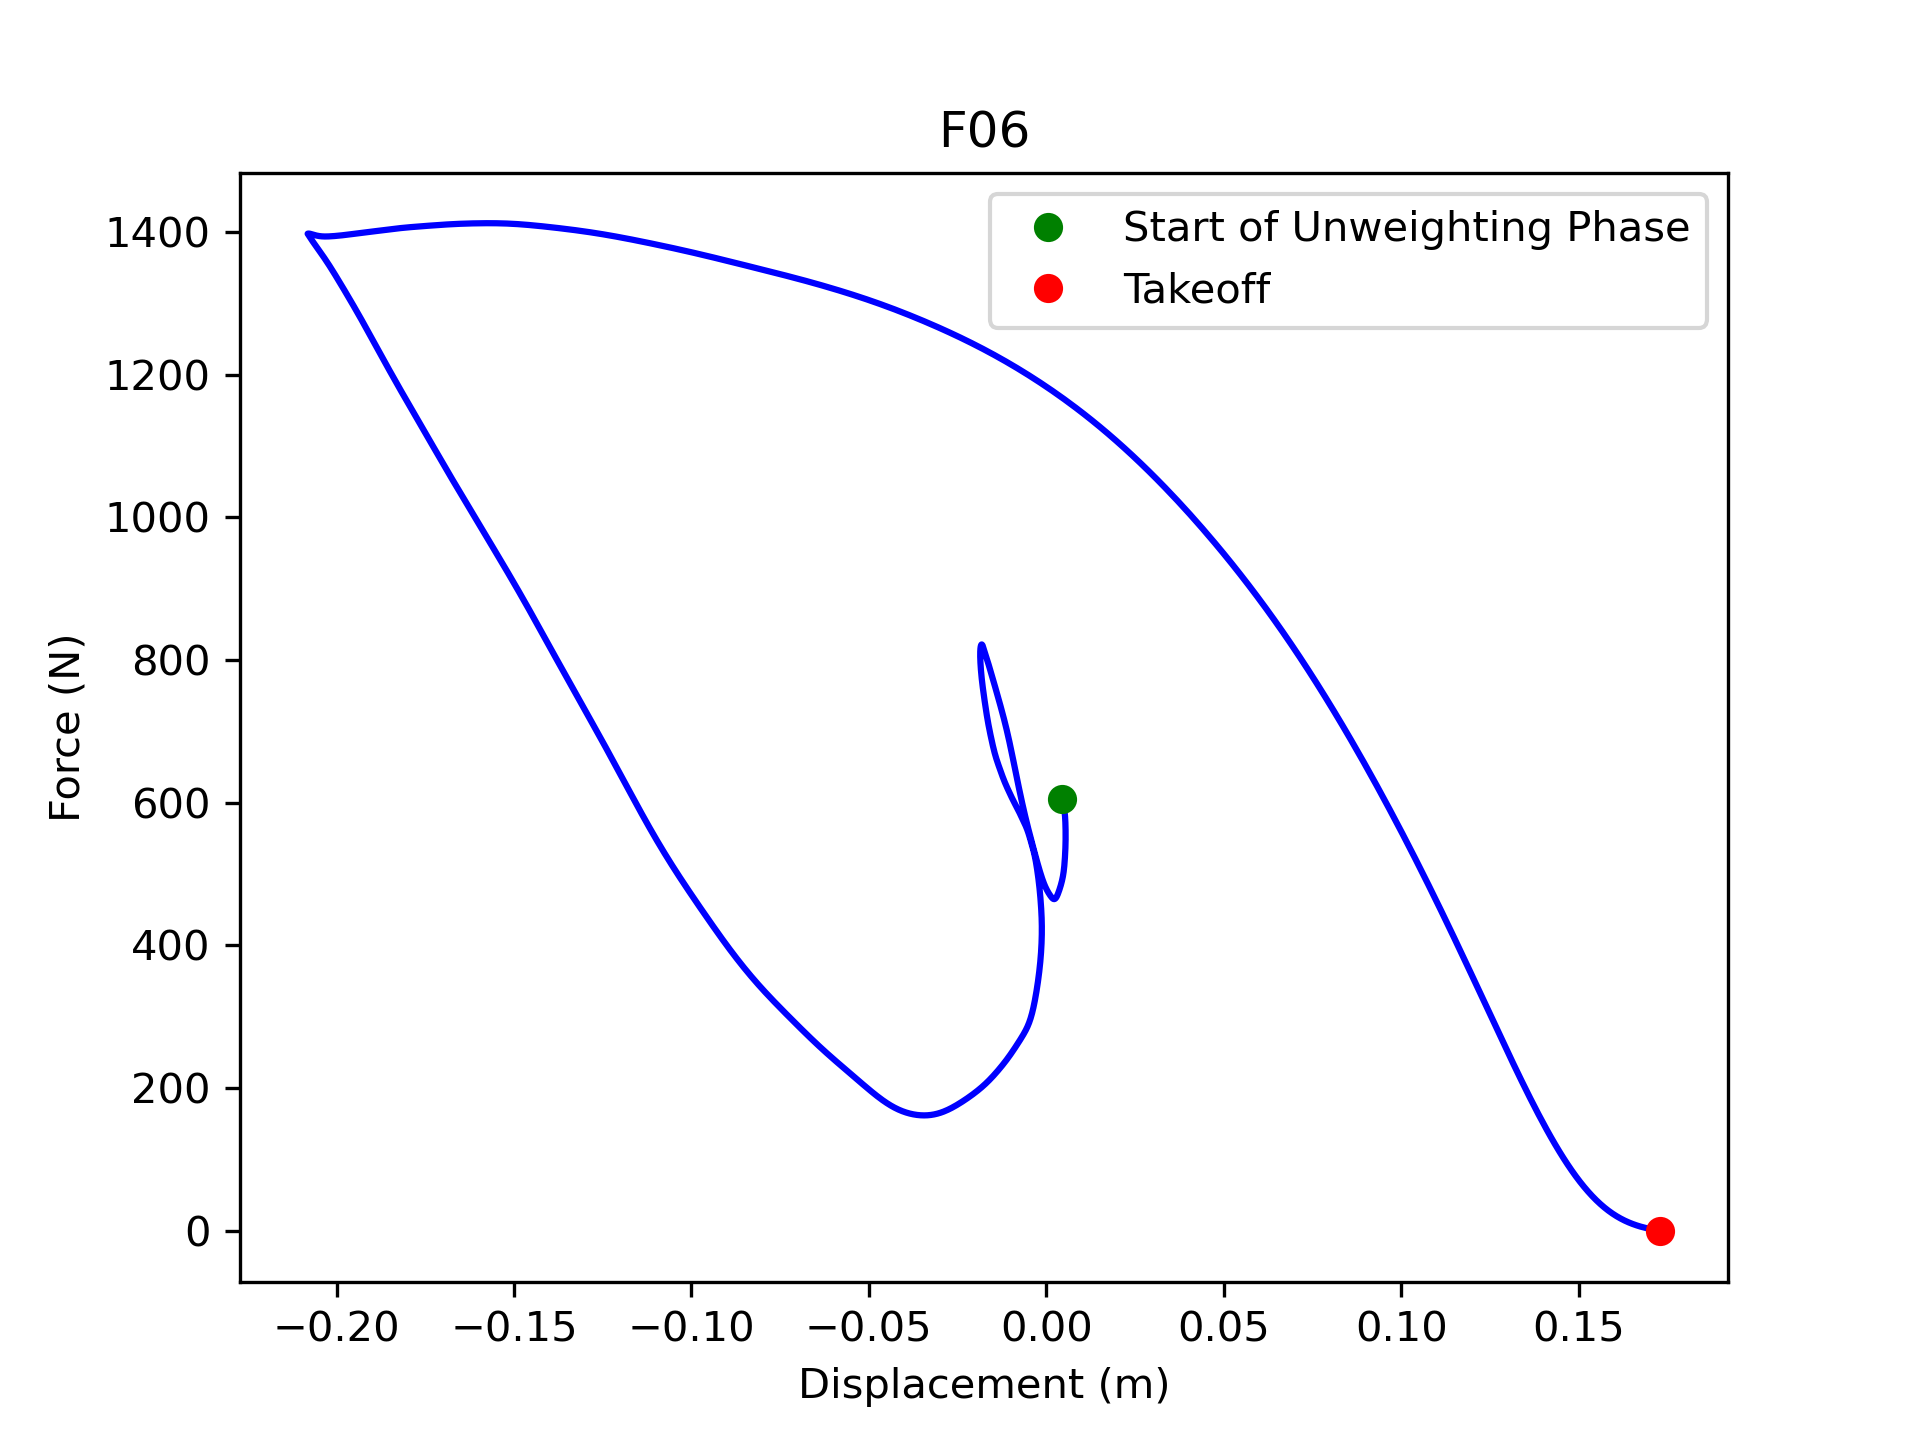 F06
Start of Unweighting Phase
Takeoff
Force (N)
1400
1200
1000
800
600
400
200
0
−0.20 −0.15 −0.10 −0.05 0.00 0.05 0.10 0.15
Displacement (m)